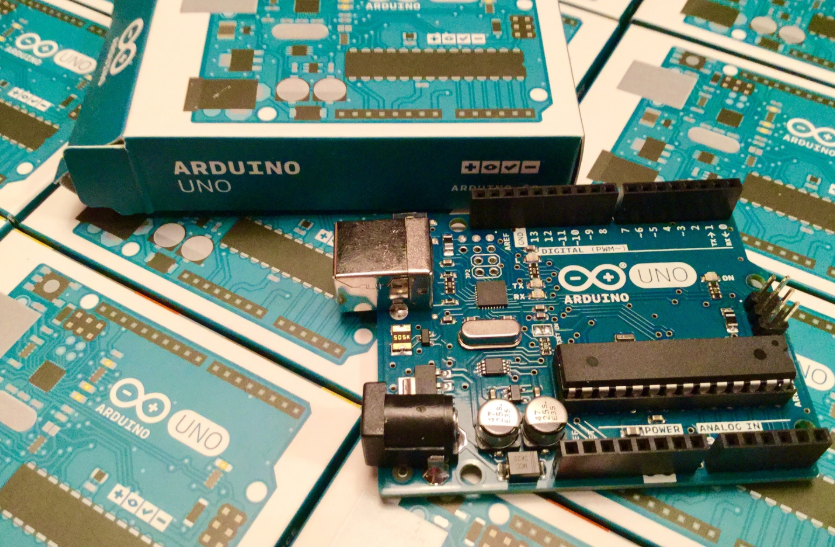 ARDUINO
UNO
ARDUINO
UNO
ARDUINO
AREF
GND
13
12
~11
~10
~9
8
7
~6
~5
4
~3
2
TX→1
RX←0
DIGITAL (PWM~)
TX
RX
UNO
ARDUINO
ON
505K
POWER
ANALOG IN
UNO
ARDUINO